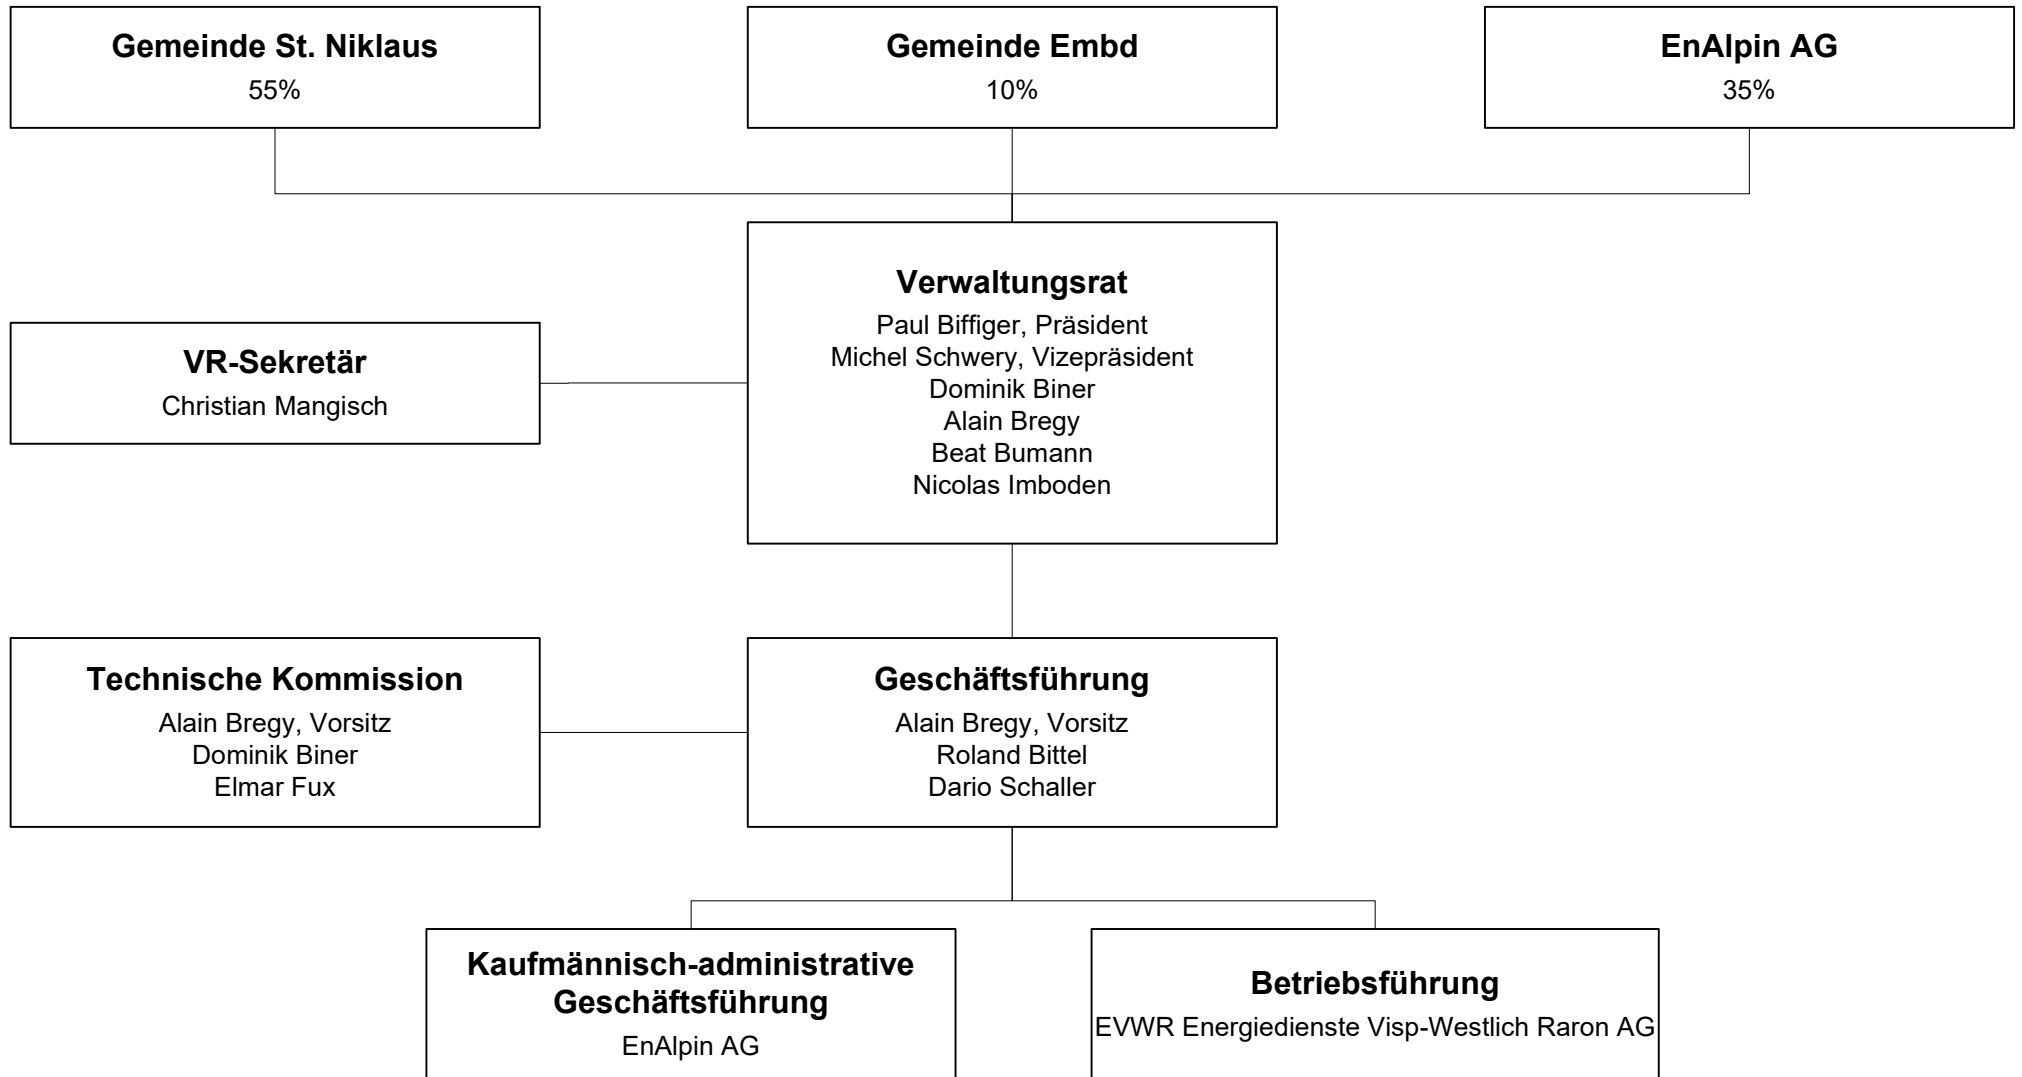 Gemeinde St. Niklaus
55%
Gemeinde Embd
10%
EnAlpin AG
35%
Verwaltungsrat
Paul Biffiger, Präsident
Michel Schwery, Vizepräsident
Dominik Biner
Alain Bregy
Beat Bumann
Nicolas Imboden
VR-Sekretär
Christian Mangisch
Technische Kommission
Alain Bregy, Vorsitz
Dominik Biner
Elmar Fux
Geschäftsführung
Alain Bregy, Vorsitz
Roland Bittel
Dario Schaller
Kaufmännisch-administrative
Geschäftsführung
EnAlpin AG
Betriebsführung
EVWR Energiedienste Visp-Westlich Raron AG